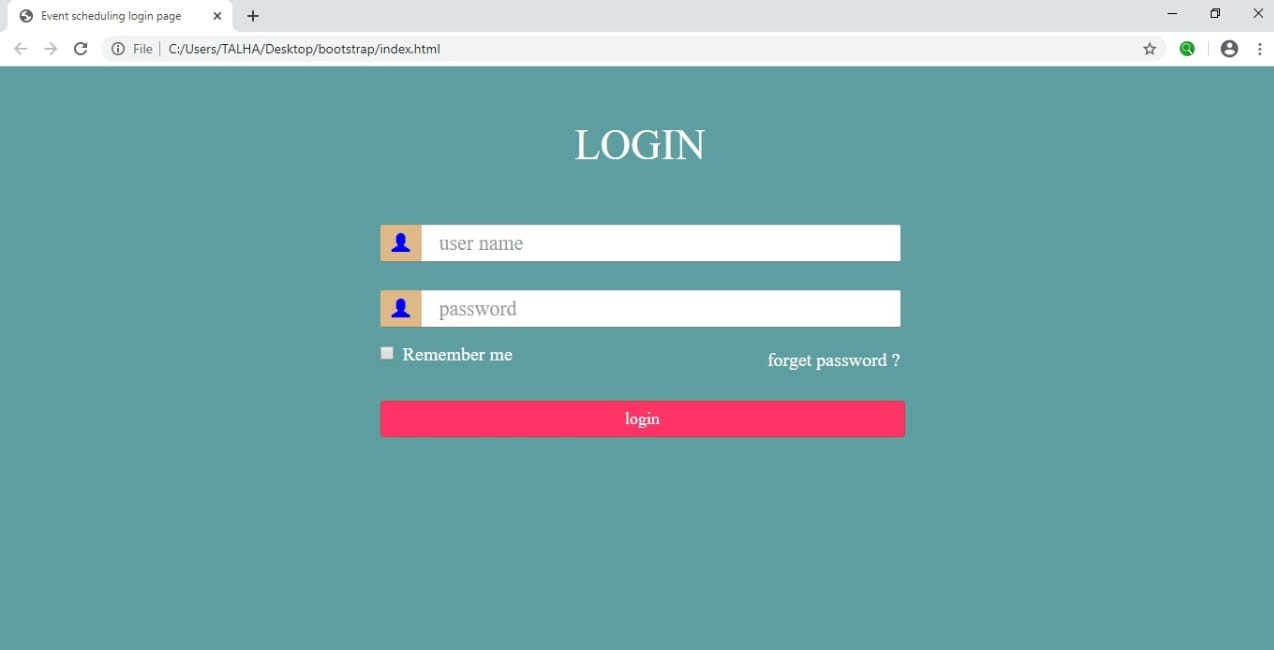 Event scheduling login page
File C:/Users/TALHA/Desktop/bootstrap/index.html
LOGIN
user name
password
Remember me
forget password ?
login